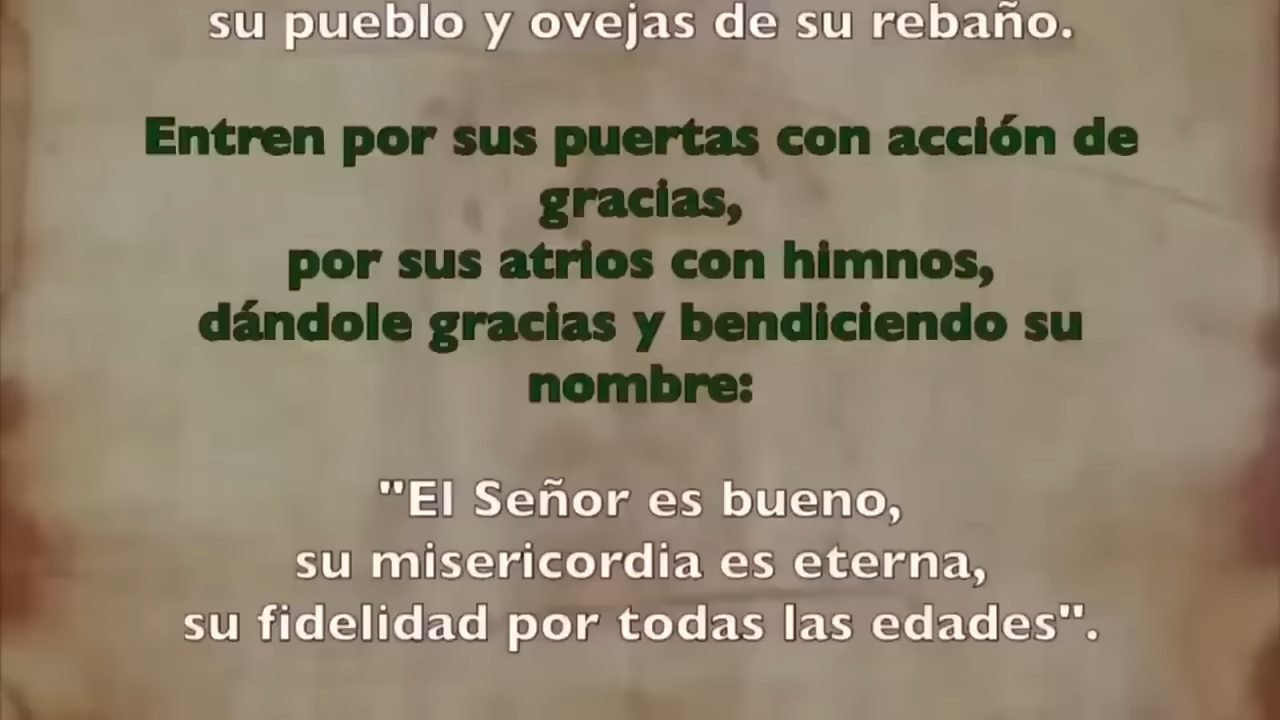 su pueblo y ovejas de su rebaño.
Entren por sus puertas con acción de
gracias,
por sus atrios con himnos,
dándole gracias y bendiciendo su
nombre:
"El Señor es bueno,
su misericordia es eterna,
su fidelidad por todas las edades".